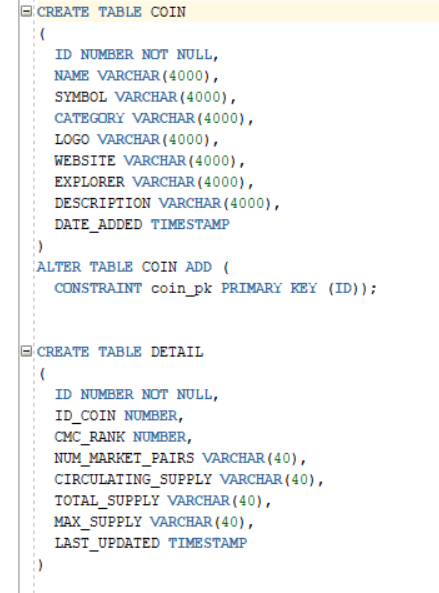 CREATE TABLE COIN
(
ID NUMBER NOT NULL,
NAME VARCHAR(4000),
SYMBOL VARCHAR(4000),
CATEGORY VARCHAR(4000),
LOGO VARCHAR(4000),
WEBSITE VARCHAR(4000),
EXPLORER VARCHAR(4000),
DESCRIPTION VARCHAR(4000),
DATE_ADDED TIMESTAMP
)
ALTER TABLE COIN ADD (
CONSTRAINT coin_pk PRIMARY KEY (ID));
CREATE TABLE DETAIL
(
ID NUMBER NOT NULL,
ID_COIN NUMBER,
CMC_RANK NUMBER,
NUM_MARKET_PAIRS VARCHAR(40),
CIRCULATING_SUPPLY VARCHAR(40),
TOTAL_SUPPLY VARCHAR(40),
MAX_SUPPLY VARCHAR(40),
LAST_UPDATED TIMESTAMP
)